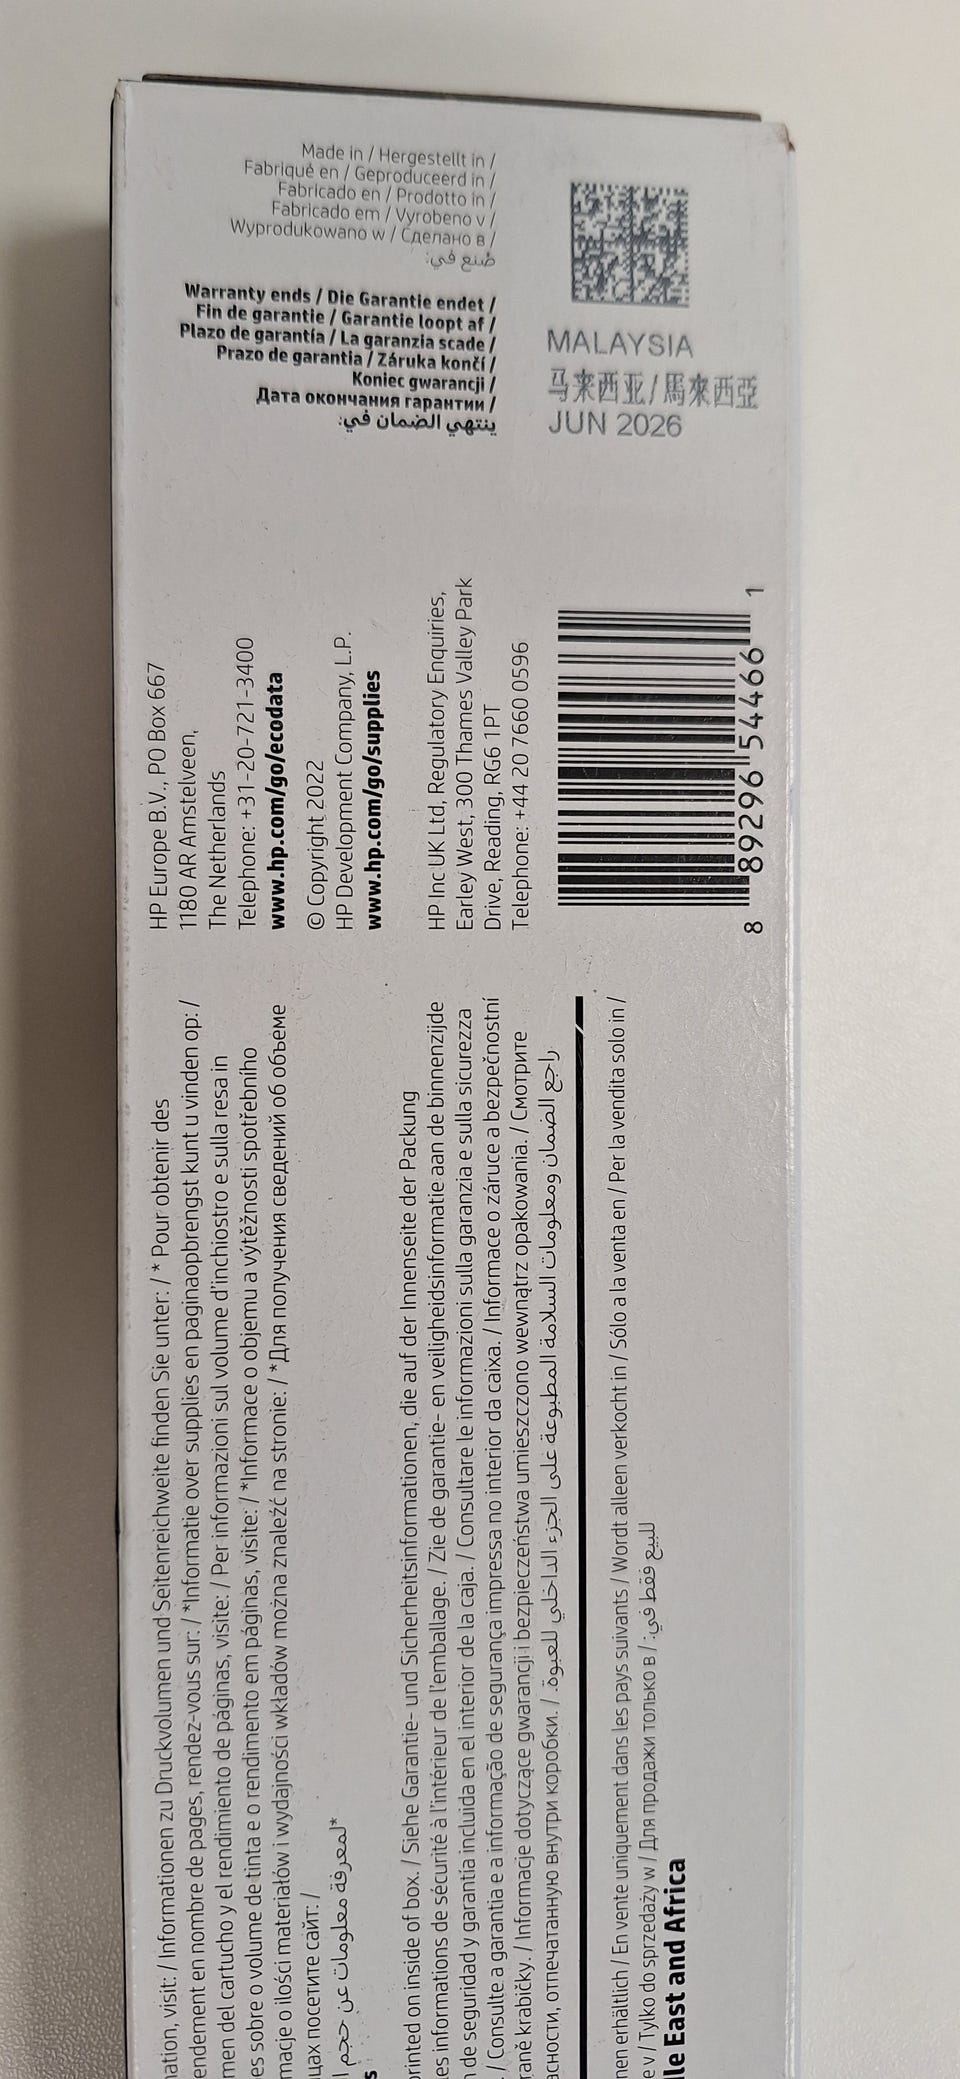 Made in / Hergestellt in /
Fabriqué en / Geproduceerd in /
Fabricado en / Prodotto in /
Fabricado em / Vyrobeno v /
Wyprodukowano w / Сделано в /
صنع في:
Warranty ends / Die Garantie endet /
Fin de garantie / Garantie loopt af /
Plazo de garantía / La garanzia scade /
Prazo de garantia / Záruka končí /
Koniec gwarancji /
Дата окончания гарантии /
ينتهي الضمان في:
MALAYSIA
马来西亚/馬來西亞
JUN 2026
HP Europe B.V., PO Box 667
1180 AR Amstelveen,
The Netherlands
Telephone: +31-20-721-3400
www.hp.com/go/ecodata
© Copyright 2022
HP Development Company, L.P.
www.hp.com/go/supplies
HP Inc UK Ltd, Regulatory Enquiries,
Earley West, 300 Thames Valley Park
Drive, Reading, RG6 1PT
Telephone: +44 20 7660 0596
8 89296 54466 1
visit: / Informationen zu Druckvolumen und Seitenreichweite finden Sie unter: / * Pour obtenir des
en nombre de pages, rendez-vous sur: / *Informatie over supplies en paginaopbrengst kunt u vinden op: /
del cartucho y el rendimiento de páginas, visite: / Per informazioni sul volume d'inchiostro e sulla resa in
sobre o volume de tinta e o rendimento em páginas, visite: / *Informace o objemu a výtěžnosti spotřebního
o ilości materiałów i wydajności wkładów można znaleźć na stronie: / *Для получения сведений об объеме
посетите сайт: /
لمعرفة معلومات عن حجم*
printed on inside of box. / Siehe Garantie- und Sicherheitsinformationen, die auf der Innenseite der Packung
les informations de sécurité à l'intérieur de l'emballage. / Zie de garantie- en veiligheidsinformatie aan de binnenzijde
de seguridad y garantía incluida en el interior de la caja. / Consultare le informazioni sulla garanzia e sulla sicurezza
/ Consulte a garantia e a informação de segurança impressa no interior da caixa. / Informace o záruce a bezpečnostní
krabičky. / Informacje dotyczące gwarancji i bezpieczeństwa umieszczono wewnątrz opakowania. / Смотрите
отпечатанную внутри коробки. / راجع الضمان ومعلومات السلامة المطبوعة على الجزء الداخلي للعبوة.
erhältlich / En vente uniquement dans les pays suivants / Wordt alleen verkocht in / Sólo a la venta en / Per la vendita solo in /
v / Tylko do sprzedaży w / Для продажи только в / للبيع فقط في:
East and Africa